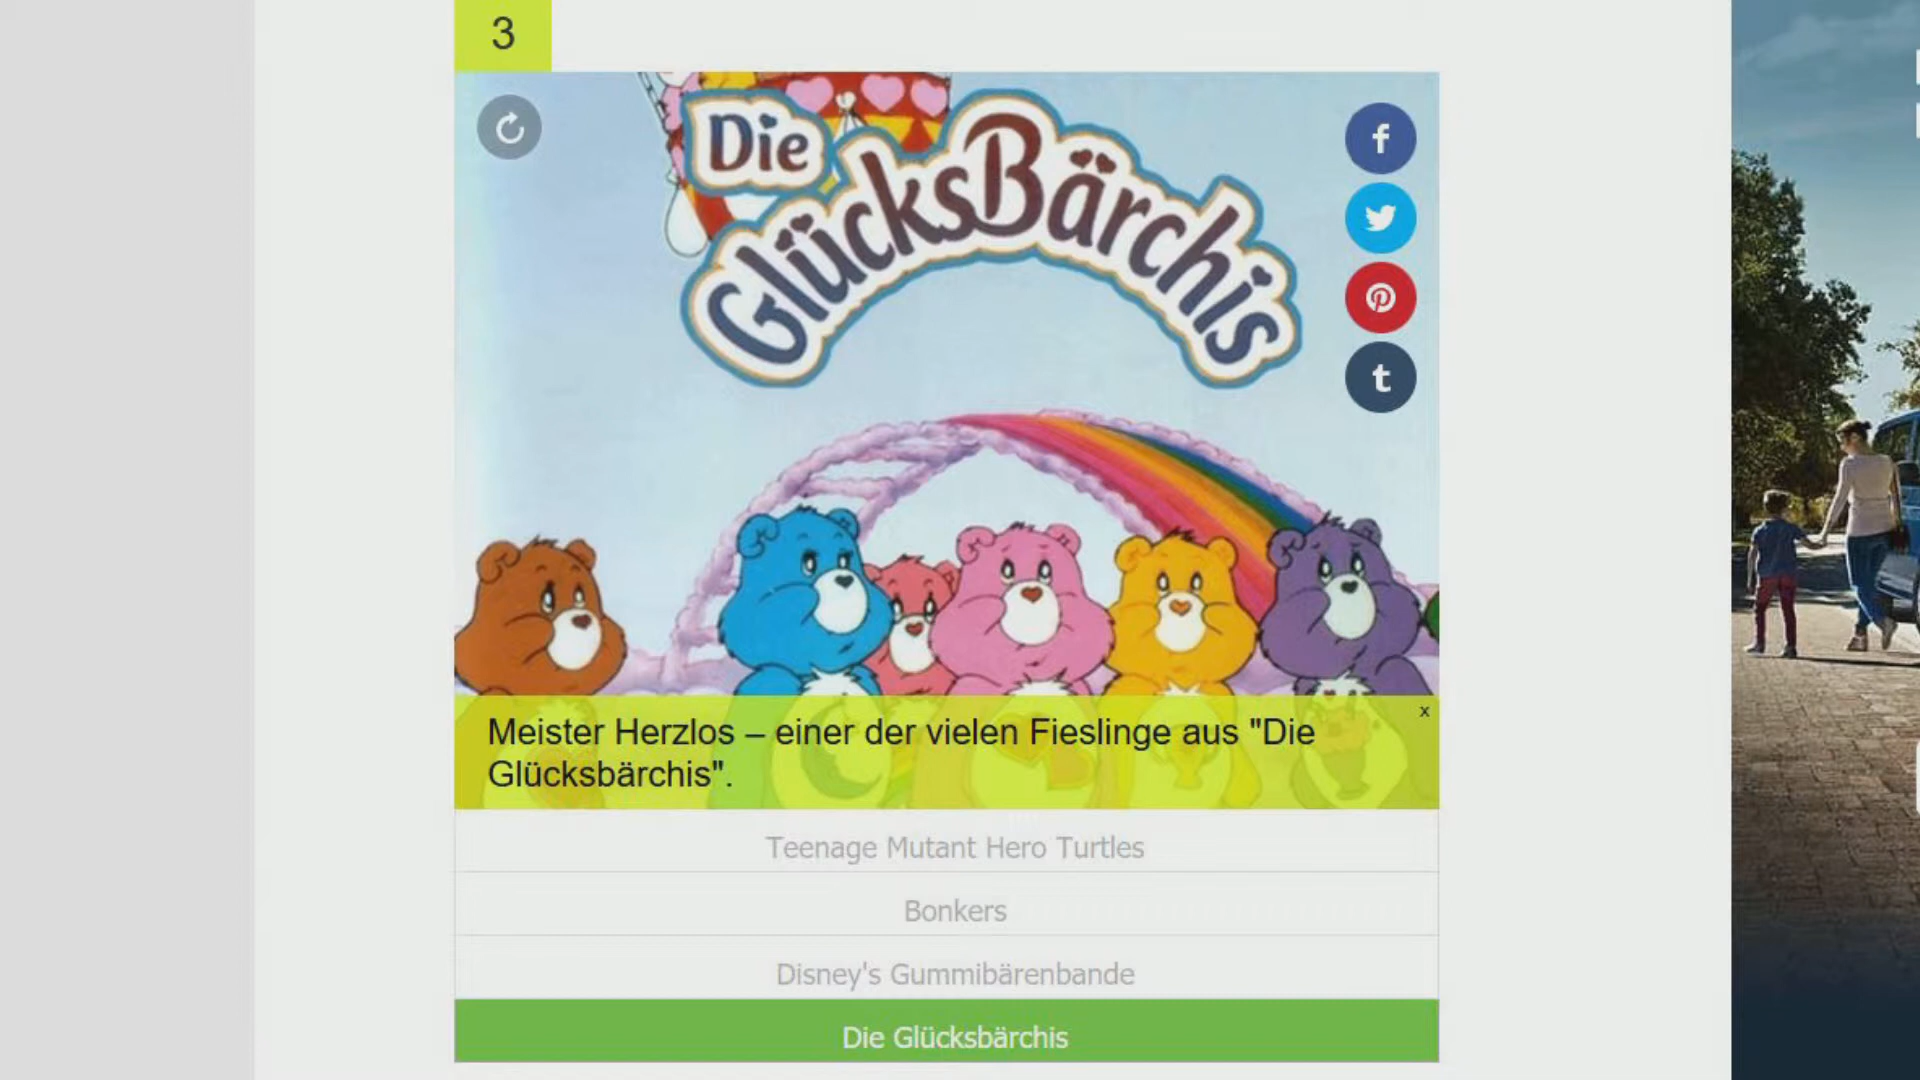 3
Die
GlücksBärchis
f
t
Meister Herzlos – einer der vielen Fieslinge aus "Die
Glücksbärchis".
x
Teenage Mutant Hero Turtles
Bonkers
Disney's Gummibärenbande
Die Glücksbärchis